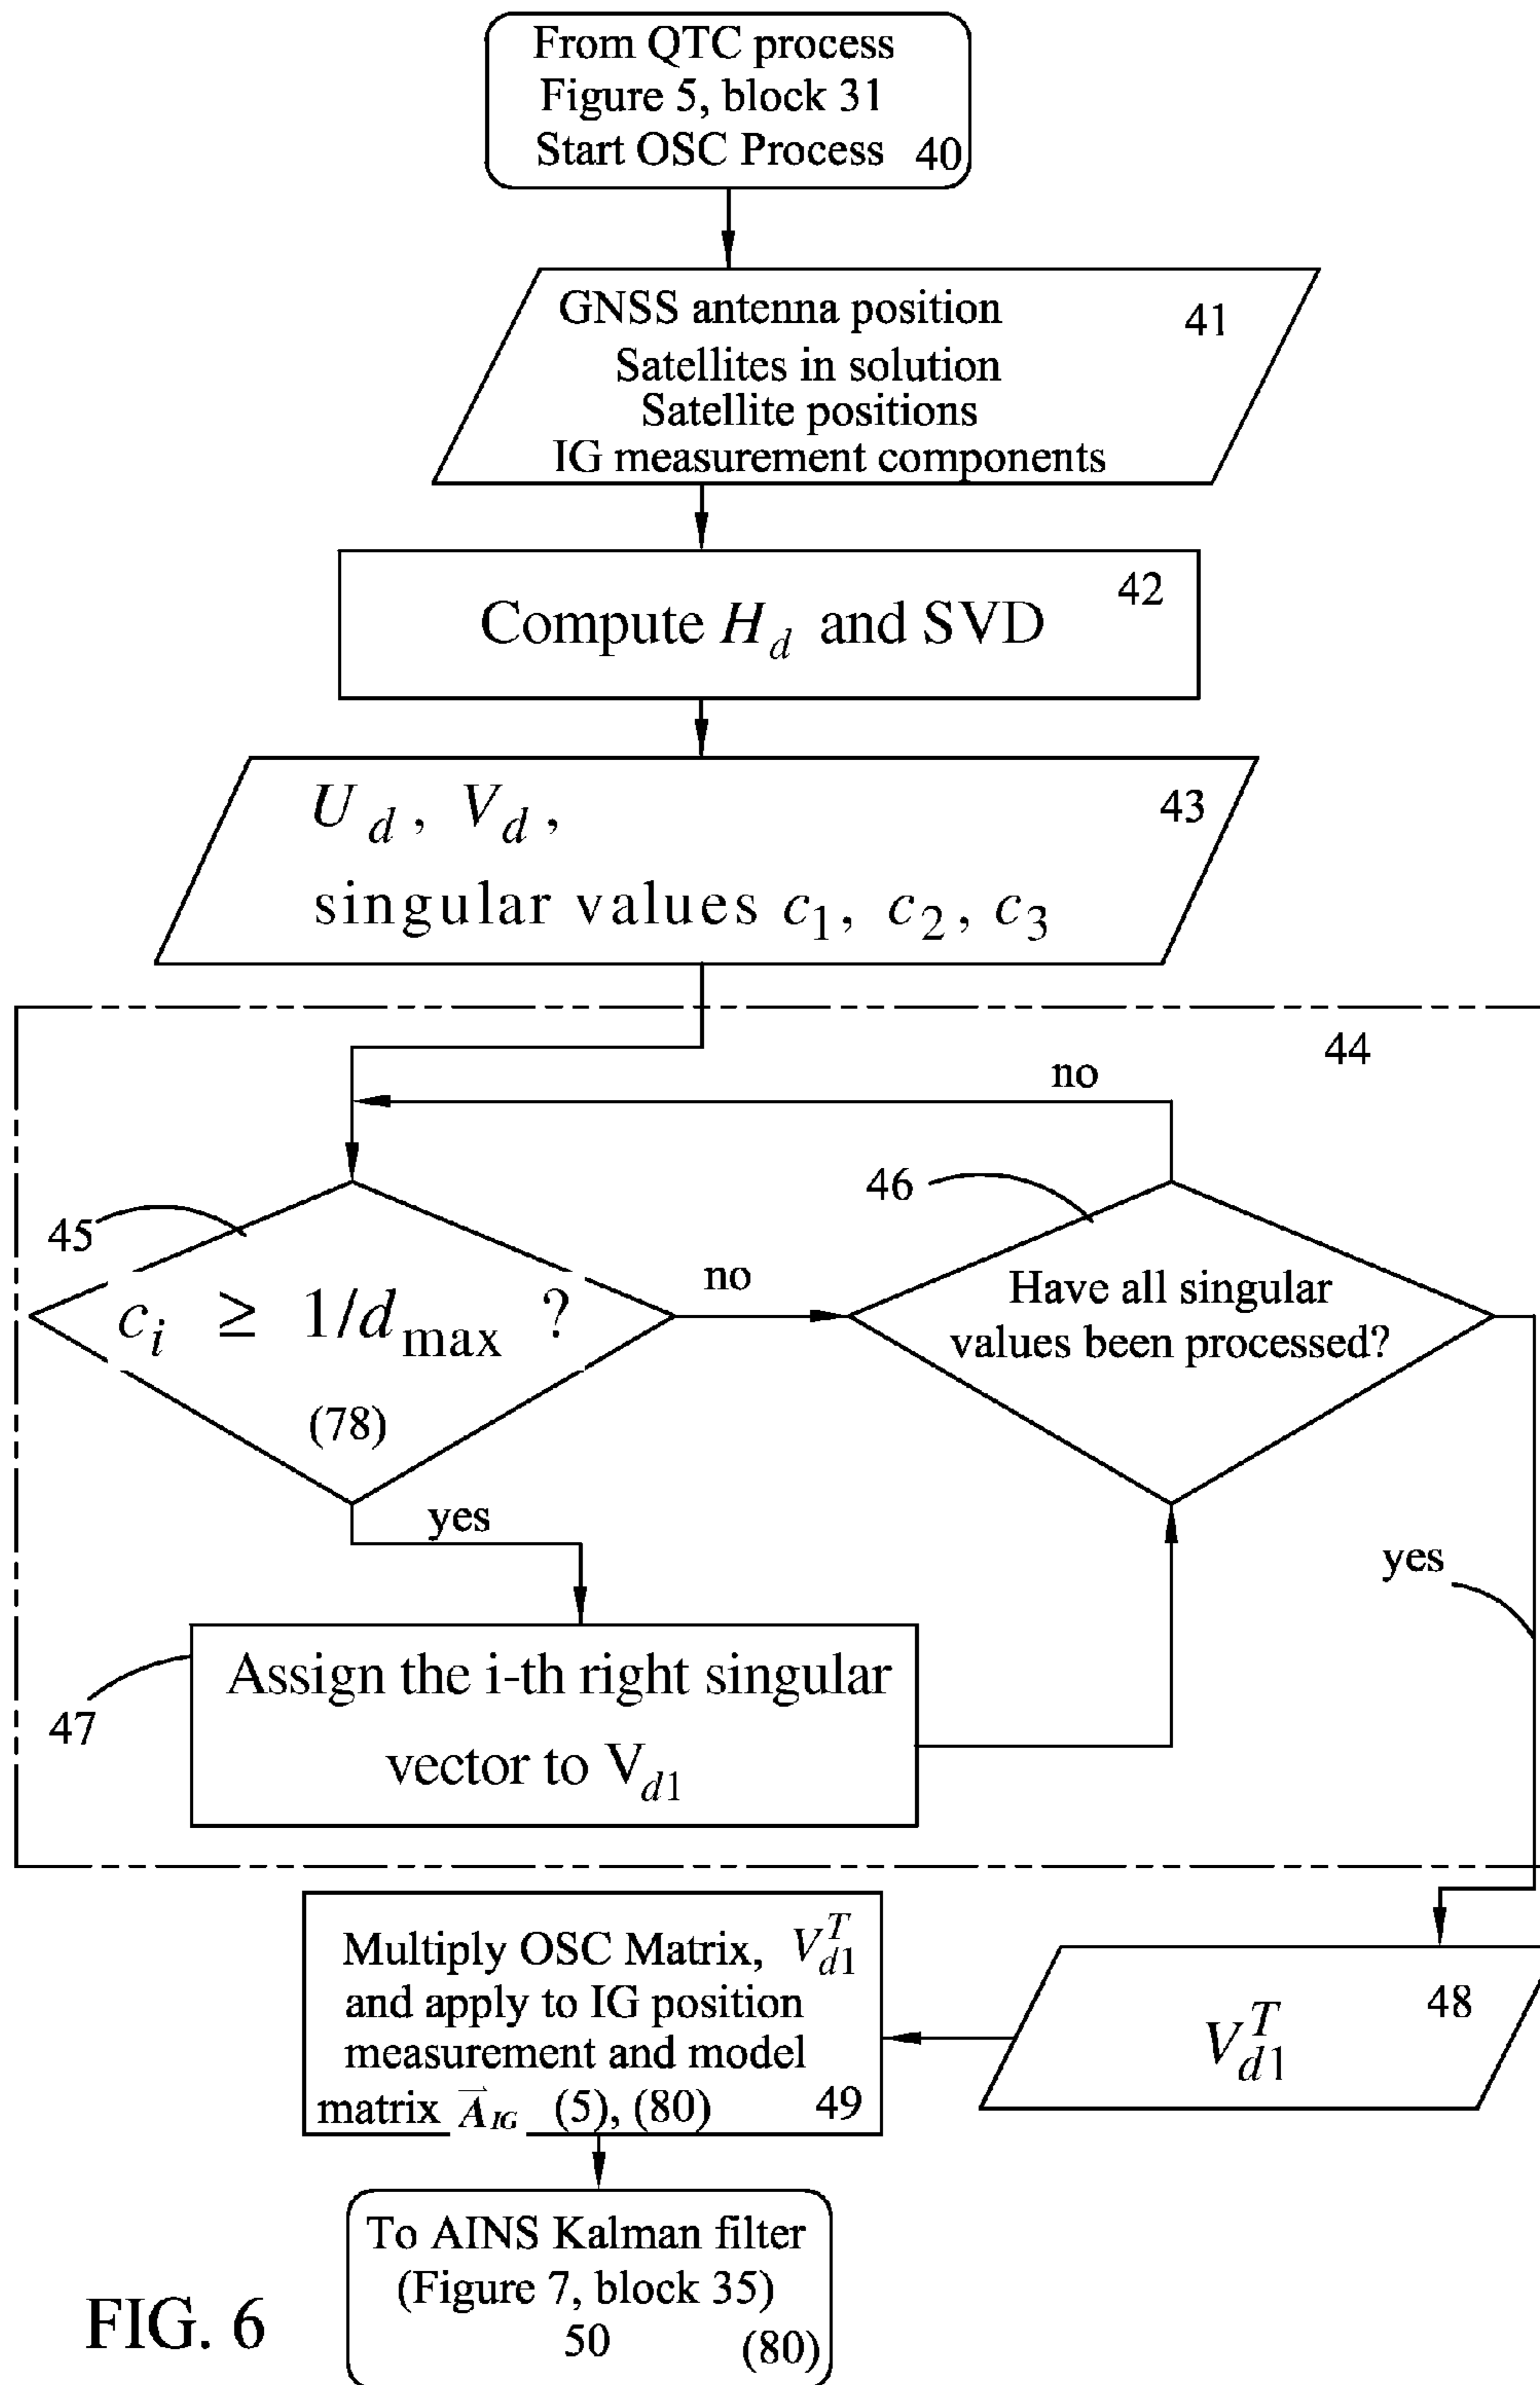 From QTC process
Figure 5, block 31
Start OSC Process 40
GNSS antenna position
41
Satellites in solution
Satellite positions
IG measurement components
42
Compute H_d and SVD
U_d, V_d,
43
singular values c_1, c_2, c_3
44
no
46
45
c_i ≥ 1/d_max ?
no
Have all singular
values been processed?
(78)
yes
yes
Assign the i-th right singular
47
vector to V_d1
Multiply OSC Matrix, V_d1^T
and apply to IG position
measurement and model
matrix A̅_IG (5), (80) 49
48
V_d1^T
To AINS Kalman filter
(Figure 7, block 35)
50 (80)
FIG. 6